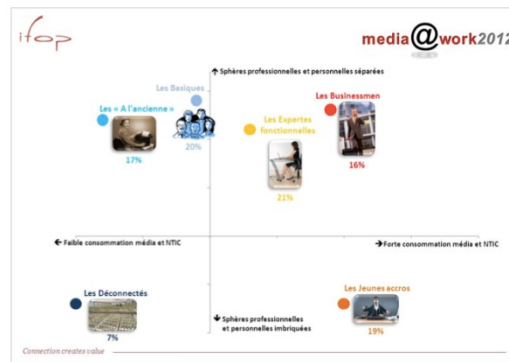 ifop
media@work2012
↑ Sphères professionnelles et personnelles séparées
Les Basiques
Les « A l'ancienne »
Les Businessmen
Les Expertes
fonctionnelles
20%
17%
16%
21%
← Faible consommation média et NTIC
→ Forte consommation média et NTIC
Les Déconnectés
Les Jeunes accros
↓ Sphères professionnelles
et personnelles imbriquées
7%
19%
Connection creates value